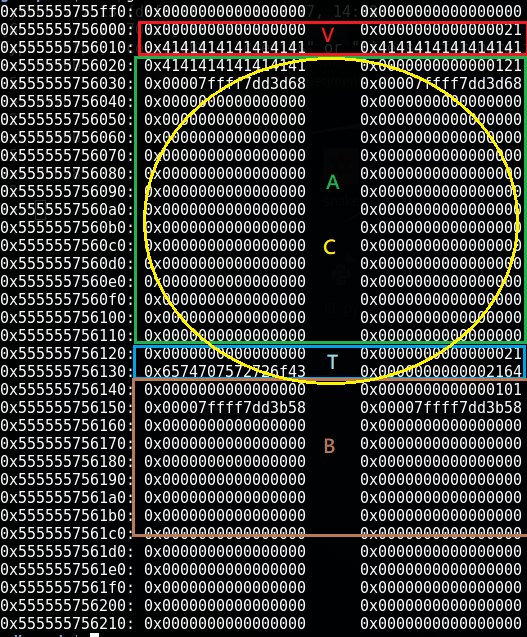 0x555555755ff0: 0x0000000000000000 0x0000000000000000
0x555555756000: 0x0000000000000000 0x0000000000000021
V
0x555555756010: 0x4141414141414141 0x4141414141414141
0x555555756020: 0x4141414141414141
0x555555756030: 0x00007ffff7dd3d68 0x00007ffff7dd3d68
0x555555756040: 0x0000000000000000 0x0000000000000000
0x555555756050: 0x0000000000000000 0x0000000000000000
0x555555756060: 0x0000000000000000 0x0000000000000000
0x555555756070: 0x0000000000000000 0x0000000000000000
0x555555756080: 0x0000000000000000 0x0000000000000000
A
0x555555756090: 0x0000000000000000 0x0000000000000000
0x5555557560a0: 0x0000000000000000 0x0000000000000000
0x5555557560b0: 0x0000000000000000 0x0000000000000000
0x5555557560c0: 0x0000000000000000 0x0000000000000000
C
0x5555557560d0: 0x0000000000000000 0x0000000000000000
0x5555557560e0: 0x0000000000000000 0x0000000000000000
0x5555557560f0: 0x0000000000000000 0x0000000000000000
0x555555756100: 0x0000000000000000 0x0000000000000000
0x555555756110: 0x0000000000000000 0x0000000000000000
0x555555756120: 0x0000000000000000 0x0000000000000021
T
0x555555756130: 0x6574707572726f43 0x0000000000002164
0x555555756140: 0x0000000000000000 0x0000000000000101
0x555555756150: 0x00007ffff7dd3b58 0x00007ffff7dd3b58
0x555555756160: 0x0000000000000000 0x0000000000000000
0x555555756170: 0x0000000000000000 0x0000000000000000
B
0x555555756180: 0x0000000000000000 0x0000000000000000
0x555555756190: 0x0000000000000000 0x0000000000000000
0x5555557561a0: 0x0000000000000000 0x0000000000000000
0x5555557561b0: 0x0000000000000000 0x0000000000000000
0x5555557561c0: 0x0000000000000000 0x0000000000000000
0x5555557561d0: 0x0000000000000000 0x0000000000000000
0x5555557561e0: 0x0000000000000000 0x0000000000000000
0x5555557561f0: 0x0000000000000000 0x0000000000000000
0x555555756200: 0x0000000000000000 0x0000000000000000
0x555555756210: 0x0000000000000000 0x0000000000000000